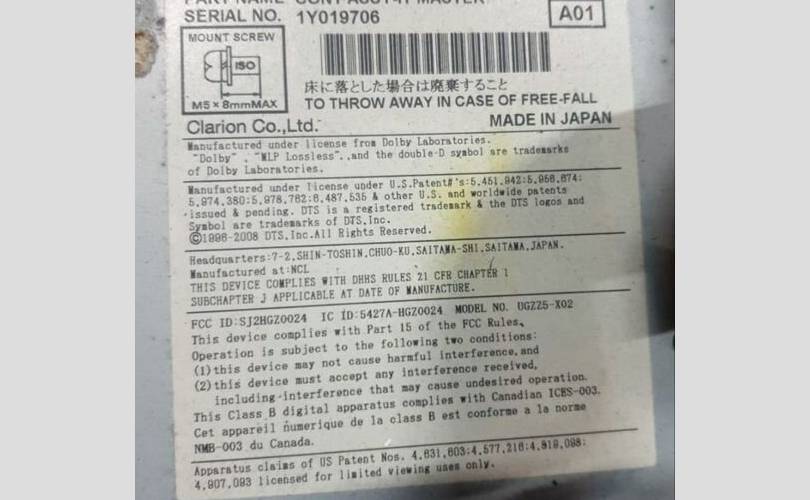 PART NAME CONT ASSY-IT MASTER
SERIAL NO. 1Y019706
A01
MOUNT SCREW
ISO
M5×8mmMAX
床に落とした場合は廃棄すること
TO THROW AWAY IN CASE OF FREE-FALL
Clarion Co.,Ltd.
MADE IN JAPAN
Manufactured under license from Dolby Laboratories.
"Dolby", "MLP Lossless", and the double-D symbol are trademarks
of Dolby Laboratories.
Manufactured under license under U.S.Patent#'s:5,451,942:5,956,674:
5,974,380:5,978,762:6,487,535 & other U.S. and worldwide patents
issued & pending. DTS is a registered trademark & the DTS logos and
Symbol are trademarks of DTS,Inc.
©1996-2008 DTS,Inc.All Rights Reserved.
Headquarters:7-2,SHIN-TOSHIN,CHUO-KU,SAITAMA-SHI,SAITAMA,JAPAN.
Manufactured at:NCL
THIS DEVICE COMPLIES WITH DHHS RULES 21 CFR CHAPTER 1
SUBCHAPTER J APPLICABLE AT DATE OF MANUFACTURE.
FCC ID:SJ2HGZ0024 IC ID:5427A-HGZ0024 MODEL NO. UGZZ5-X02
This device complies with Part 15 of the FCC Rules,
Operation is subject to the following two conditions:
(1)this device may not cause harmful interference,and
(2)this device must accept any interference received,
including-interference that may cause undesired operation.
This Class B digital apparatus complies with Canadian ICES-003.
Cet appareil numerique de la class B est conforme a la norme
NMB-003 du Canada.
Apparatus claims of US Patent Nos. 4,631,603:4,577,216:4,819,098:
4,907,093 licensed for limited viewing uses only.